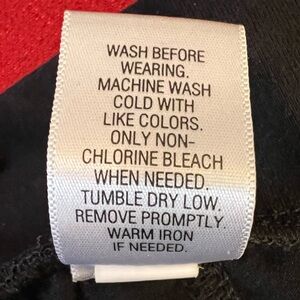 WASH BEFORE
WEARING.
MACHINE WASH
COLD WITH
LIKE COLORS.
ONLY NON-
CHLORINE BLEACH
WHEN NEEDED.
TUMBLE DRY LOW.
REMOVE PROMPTLY.
WARM IRON
IF NEEDED.